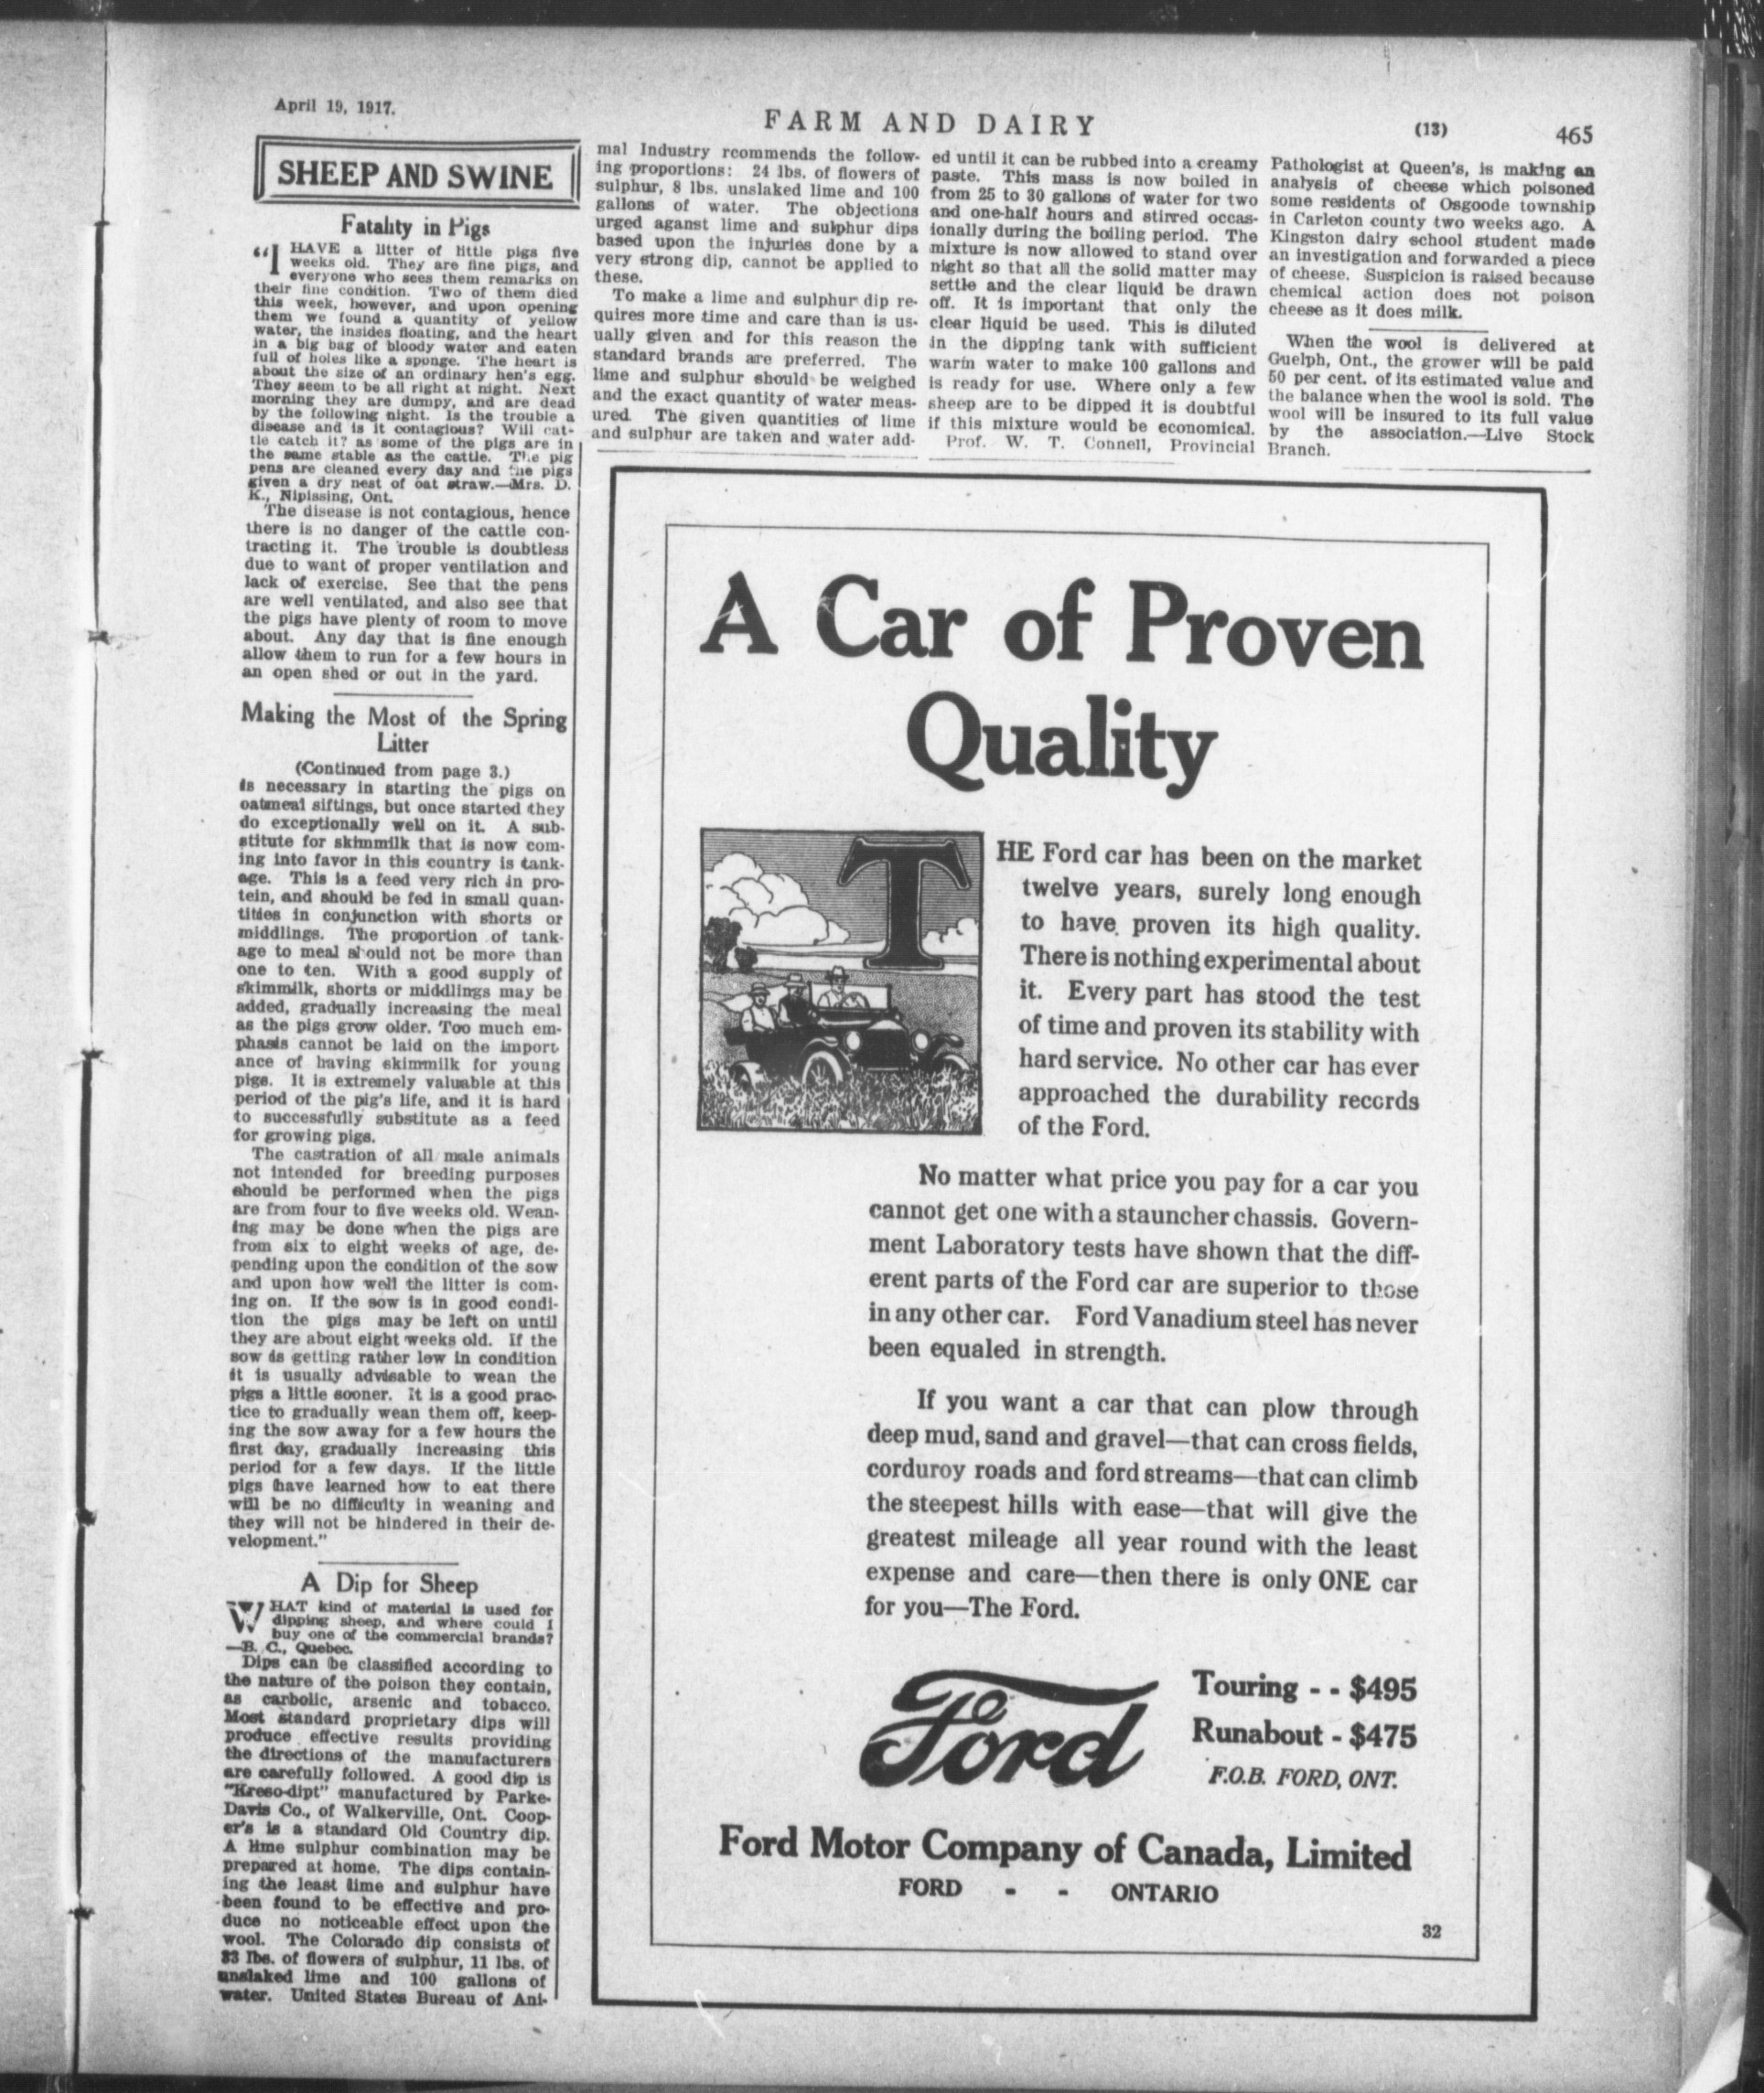 April 19, 1917.
FARM AND DAIRY
(13)
465
SHEEP AND SWINE
Fatality in Pigs
"I HAVE a litter of little pigs five
weeks old. They are fine pigs, and
everyone who sees them remarks on
their fine condition. Two of them died
this week, however, and upon opening
them we found a quantity of yellow
water, the insides floating, and the heart
in a big bag of bloody water and eaten
full of holes like a sponge. The heart is
about the size of an ordinary hen's egg.
They seem to be all right at night. Next
morning they are dumpy, and are dead
by the following night. Is the trouble a
disease and is it contagious? Will cat-
tle catch it? as some of the pigs are in
the same stable as the cattle. The pig
pens are cleaned every day and the pigs
given a dry nest of oat straw.—Mrs. D.
K., Nipissing, Ont.
The disease is not contagious, hence
there is no danger of the cattle con-
tracting it. The trouble is doubtless
due to want of proper ventilation and
lack of exercise. See that the pens
are well ventilated, and also see that
the pigs have plenty of room to move
about. Any day that is fine enough
allow them to run for a few hours in
an open shed or out in the yard.
Making the Most of the Spring
Litter
(Continued from page 3.)
is necessary in starting the pigs on
oatmeal siftings, but once started they
do exceptionally well on it. A sub-
stitute for skimmilk that is now com-
ing into favor in this country is tank-
age. This is a feed very rich in pro-
tein, and should be fed in small quan-
tities in conjunction with shorts or
middlings. The proportion of tank-
age to meal should not be more than
one to ten. With a good supply of
skimmilk, shorts or middlings may be
added, gradually increasing the meal
as the pigs grow older. Too much em-
phasis cannot be laid on the import-
ance of having skimmilk for young
pigs. It is extremely valuable at this
period of the pig's life, and it is hard
to successfully substitute as a feed
for growing pigs.
The castration of all male animals
not intended for breeding purposes
should be performed when the pigs
are from four to five weeks old. Wean-
ing may be done when the pigs are
from six to eight weeks of age, de-
pending upon the condition of the sow
and upon how well the litter is com-
ing on. If the sow is in good condi-
tion the pigs may be left on until
they are about eight weeks old. If the
sow is getting rather low in condition
it is usually advisable to wean the
pigs a little sooner. It is a good prac-
tice to gradually wean them off, keep-
ing the sow away for a few hours the
first day, gradually increasing this
period for a few days. If the little
pigs have learned how to eat there
will be no difficulty in weaning and
they will not be hindered in their de-
velopment."
A Dip for Sheep
WHAT kind of material is used for
dipping sheep, and where could I
buy one of the commercial brands?
—B. C., Quebec.
Dips can be classified according to
the nature of the poison they contain,
as carbolic, arsenic and tobacco.
Most standard proprietary dips will
produce effective results providing
the directions of the manufacturers
are carefully followed. A good dip is
"Kreso-dipt" manufactured by Parke-
Davis Co., of Walkerville, Ont. Coop-
er's is a standard Old Country dip.
A lime sulphur combination may be
prepared at home. The dips contain-
ing the least lime and sulphur have
been found to be effective and pro-
duce no noticeable effect upon the
wool. The Colorado dip consists of
33 lbs. of flowers of sulphur, 11 lbs. of
unslaked lime and 100 gallons of
water. United States Bureau of Ani-
mal Industry rcommends the follow-
ing proportions: 24 lbs. of flowers of
sulphur, 8 lbs. unslaked lime and 100
gallons of water. The objections
urged aganst lime and sulphur dips
based upon the injuries done by a
very strong dip, cannot be applied to
these.
To make a lime and sulphur dip re-
quires more time and care than is us-
ually given and for this reason the
standard brands are preferred. The
lime and sulphur should be weighed
and the exact quantity of water meas-
ured. The given quantities of lime
and sulphur are taken and water add-
ed until it can be rubbed into a creamy
paste. This mass is now boiled in
from 25 to 30 gallons of water for two
and one-half hours and stirred occas-
ionally during the boiling period. The
mixture is now allowed to stand over
night so that all the solid matter may
settle and the clear liquid be drawn
off. It is important that only the
clear liquid be used. This is diluted
in the dipping tank with sufficient
warm water to make 100 gallons and
is ready for use. Where only a few
sheep are to be dipped it is doubtful
if this mixture would be economical.
Prof. W. T. Connell, Provincial
Pathologist at Queen's, is making an
analysis of cheese which poisoned
some residents of Osgoode township
in Carleton county two weeks ago. A
Kingston dairy school student made
an investigation and forwarded a piece
of cheese. Suspicion is raised because
chemical action does not poison
cheese as it does milk.
When the wool is delivered at
Guelph, Ont., the grower will be paid
50 per cent. of its estimated value and
the balance when the wool is sold. The
wool will be insured to its full value
by the association.—Live Stock
Branch.
A Car of Proven
Quality
THE Ford car has been on the market
twelve years, surely long enough
to have proven its high quality.
There is nothing experimental about
it. Every part has stood the test
of time and proven its stability with
hard service. No other car has ever
approached the durability records
of the Ford.
No matter what price you pay for a car you
cannot get one with a stauncher chassis. Govern-
ment Laboratory tests have shown that the diff-
erent parts of the Ford car are superior to those
in any other car. Ford Vanadium steel has never
been equaled in strength.
If you want a car that can plow through
deep mud, sand and gravel—that can cross fields,
corduroy roads and ford streams—that can climb
the steepest hills with ease—that will give the
greatest mileage all year round with the least
expense and care—then there is only ONE car
for you—The Ford.
Ford
Touring - - $495
Runabout - $475
F.O.B. FORD, ONT.
Ford Motor Company of Canada, Limited
FORD - - ONTARIO
32